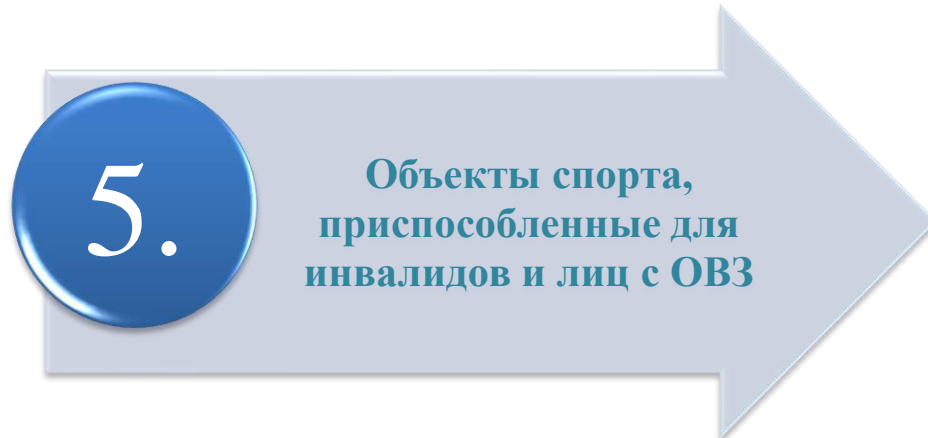 5.
Объекты спорта,
приспособленные для
инвалидов и лиц с ОВЗ